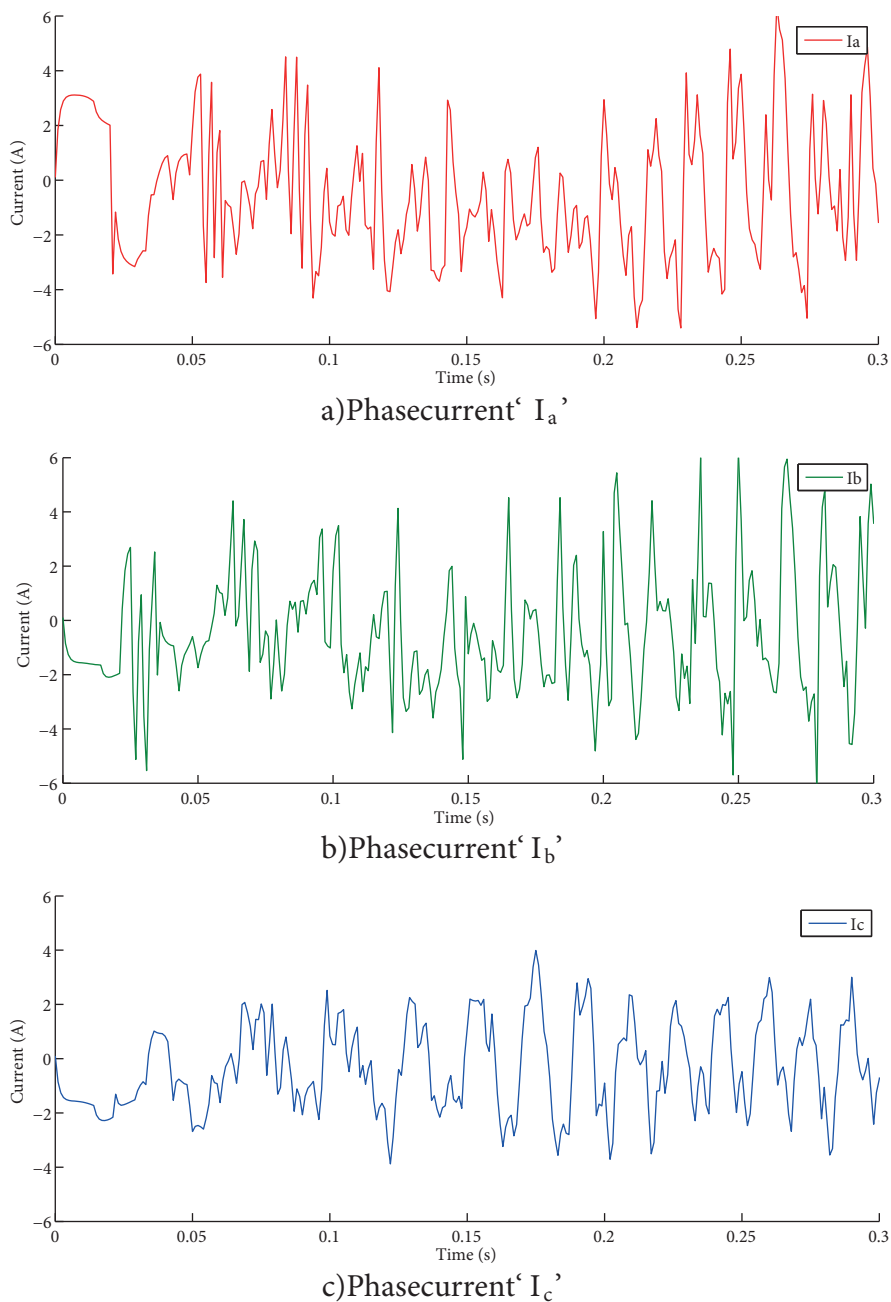 6
4
2
0
−2
−4
−6
Current (A)
Ia
0 0.05 0.1 0.15 0.2 0.25 0.3
Time (s)
a)Phasecurrent‘ Ia’
6
4
2
0
−2
−4
−6
Current (A)
Ib
0 0.05 0.1 0.15 0.2 0.25 0.3
Time (s)
b)Phasecurrent‘ Ib’
6
4
2
0
−2
−4
−6
Current (A)
Ic
0 0.05 0.1 0.15 0.2 0.25 0.3
Time (s)
c)Phasecurrent‘ Ic’